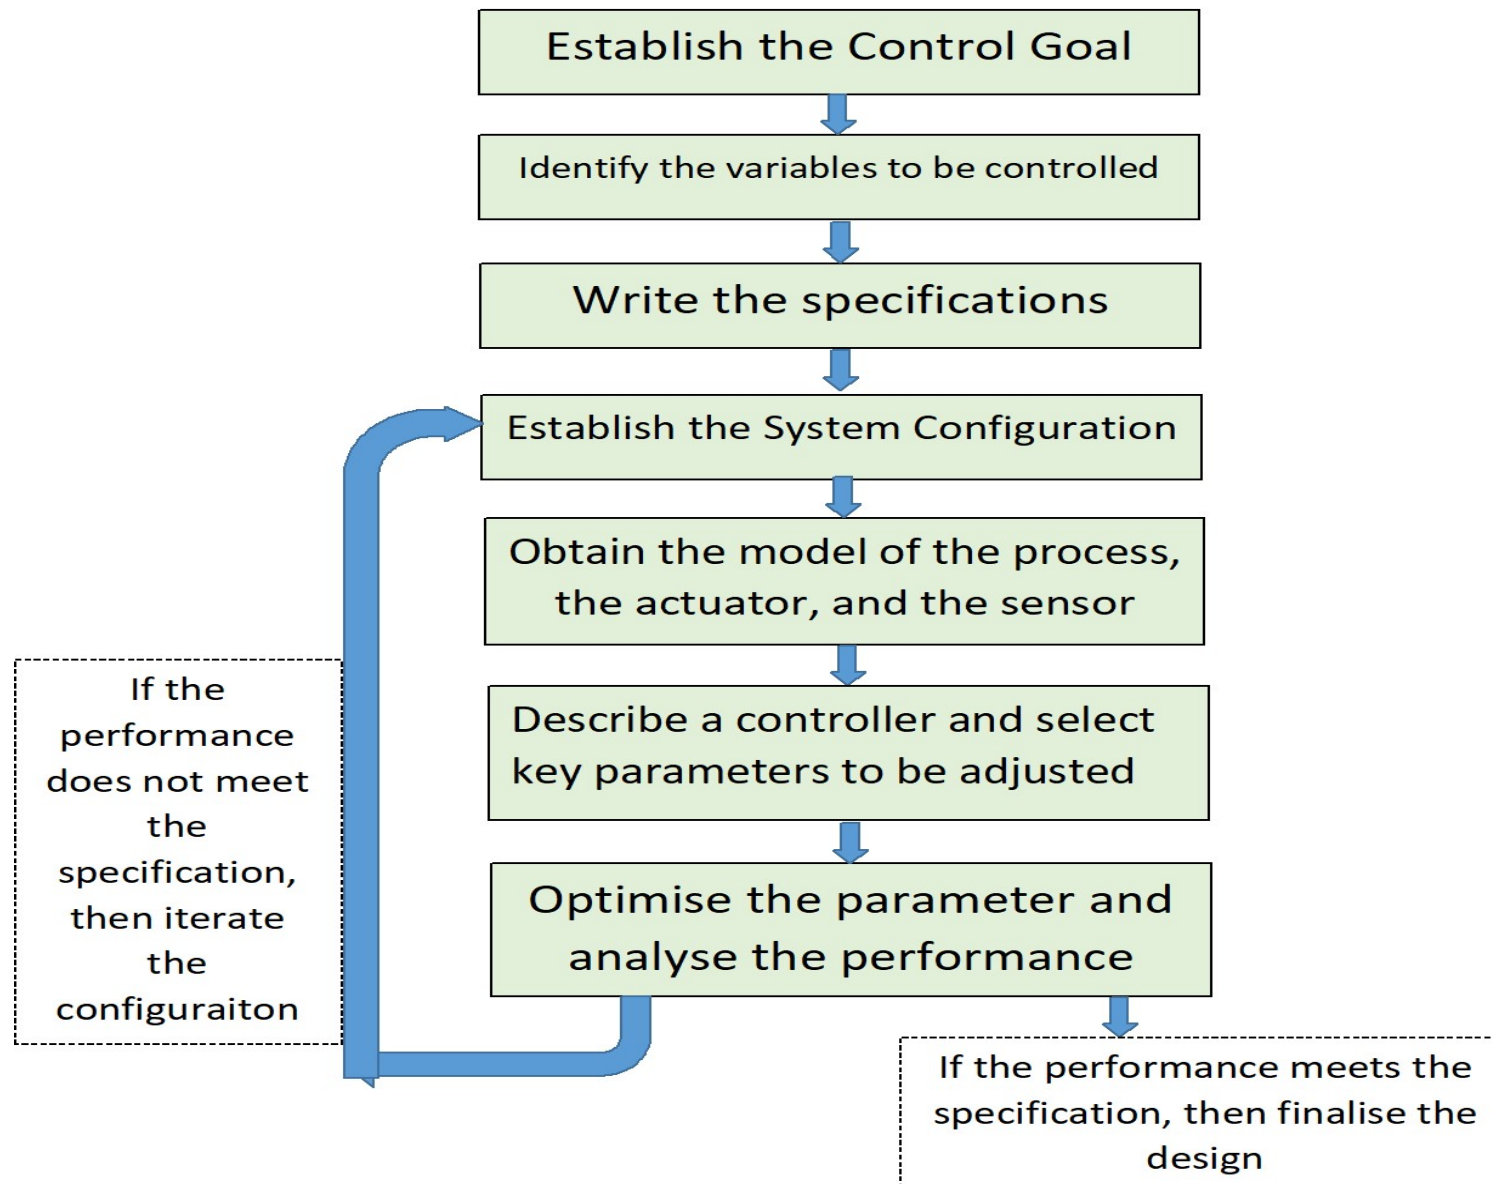 Establish the Control Goal
Identify the variables to be controlled
Write the specifications
Establish the System Configuration
Obtain the model of the process,
the actuator, and the sensor
Describe a controller and select
key parameters to be adjusted
Optimise the parameter and
analyse the performance
If the
performance
does not meet
the
specification,
then iterate
the
configuraiton
If the performance meets the
specification, then finalise the
design